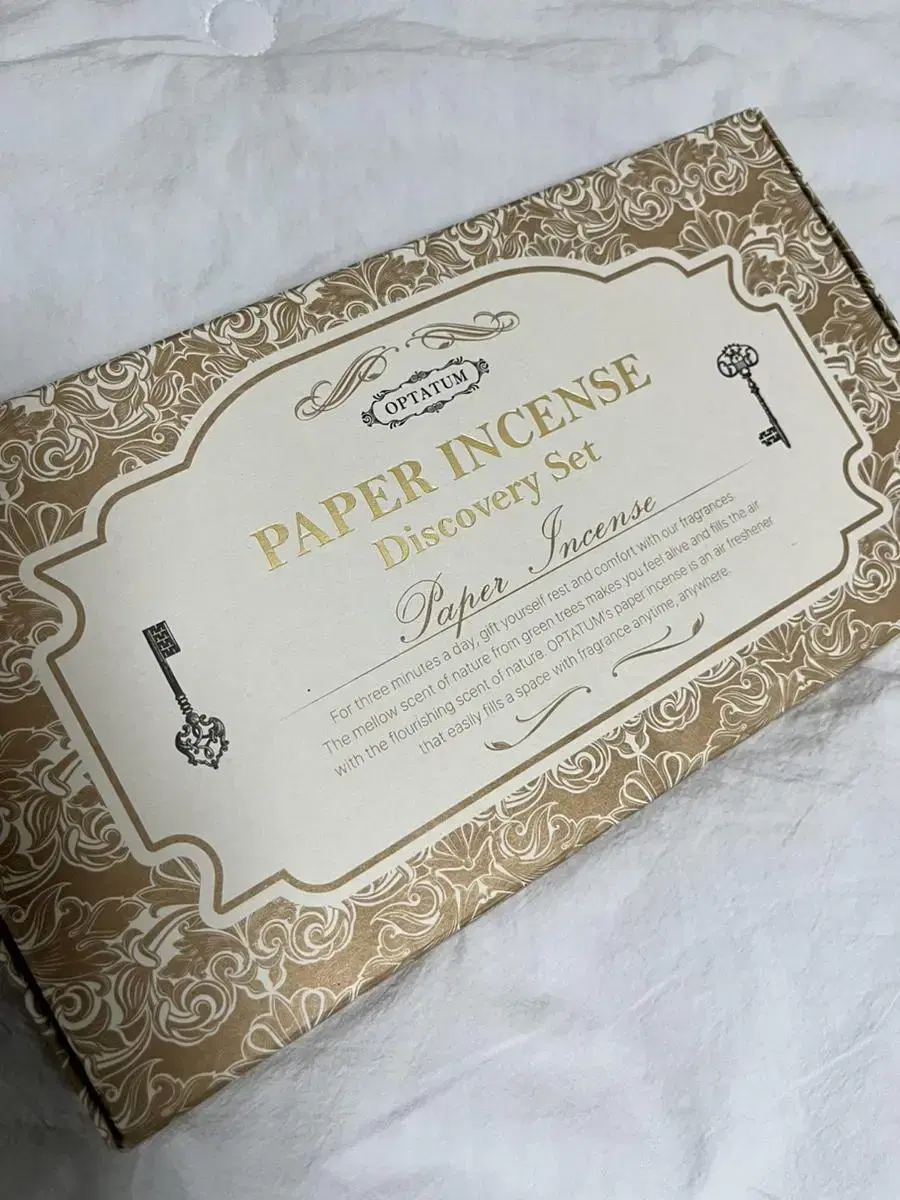 OPTATUM
PAPER INCENSE
Discovery Set
Paper Incense
For three minutes a day, gift yourself rest and comfort with our fragrances.
The mellow scent of nature from green trees makes you feel alive and fills the air
with the flourishing scent of nature. OPTATUM's paper incense is an air freshener
that easily fills a space with fragrance anytime, anywhere.